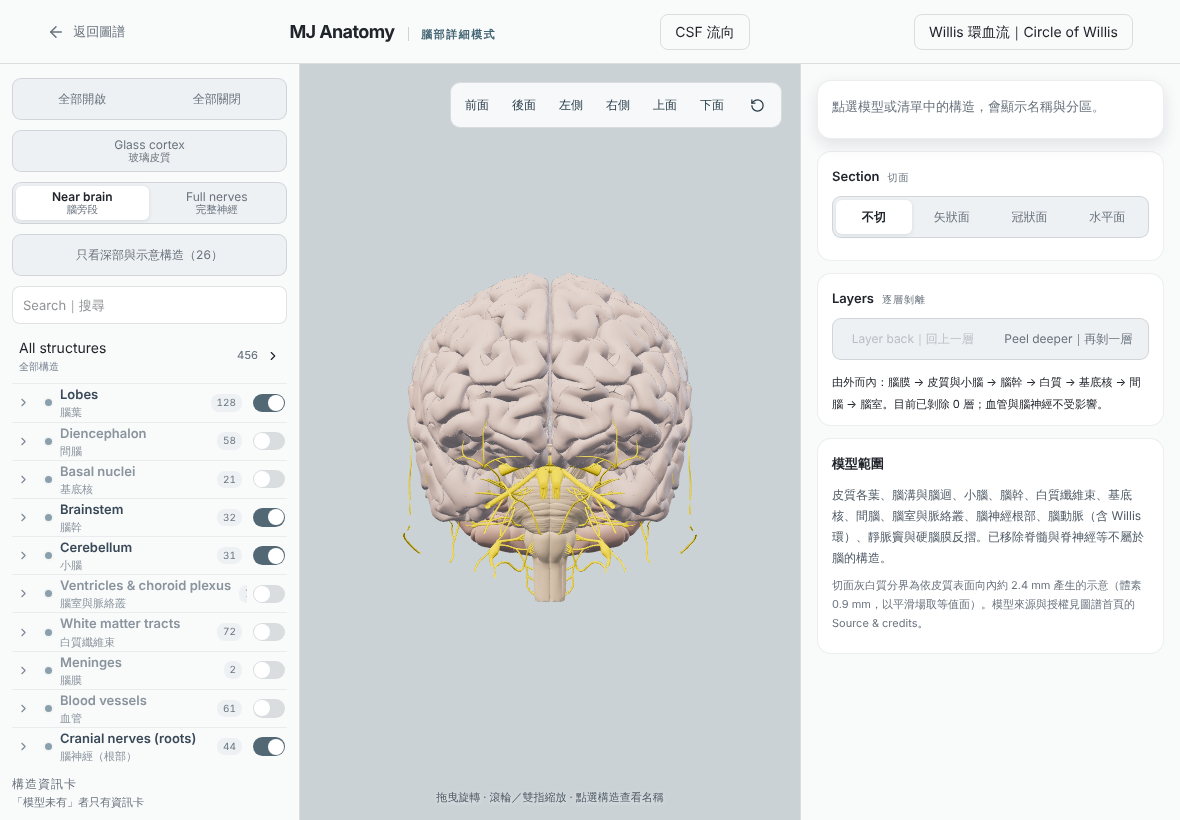 返回圖譜
MJ Anatomy
腦部詳細模式
CSF 流向
Willis 環血流｜Circle of Willis
全部開啟
全部關閉
Glass cortex
玻璃皮質
Near brain
腦旁段
Full nerves
完整神經
只看深部與示意構造（26）
Search｜搜尋
All structures
全部構造
456
Lobes
腦葉
128
Diencephalon
間腦
58
Basal nuclei
基底核
21
Brainstem
腦幹
32
Cerebellum
小腦
31
Ventricles & choroid plexus
腦室與脈絡叢
White matter tracts
白質纖維束
72
Meninges
腦膜
2
Blood vessels
血管
61
Cranial nerves (roots)
腦神經（根部）
44
構造資訊卡
「模型未有」者只有資訊卡
前面
後面
左側
右側
上面
下面
拖曳旋轉 · 滾輪／雙指縮放 · 點選構造查看名稱
點選模型或清單中的構造，會顯示名稱與分區。
Section 切面
不切
矢狀面
冠狀面
水平面
Layers 逐層剝離
Layer back｜回上一層
Peel deeper｜再剝一層
由外而內：腦膜 → 皮質與小腦 → 腦幹 → 白質 → 基底核 → 間
腦 → 腦室。目前已剝除 0 層；血管與腦神經不受影響。
模型範圍
皮質各葉、腦溝與腦迴、小腦、腦幹、白質纖維束、基底
核、間腦、腦室與脈絡叢、腦神經根部、腦動脈（含 Willis
環）、靜脈竇與硬腦膜反摺。已移除脊髓與脊神經等不屬於
腦的構造。
切面灰白質分界為依皮質表面向內約 2.4 mm 產生的示意（體素
0.9 mm，以平滑場取等值面）。模型來源與授權見圖譜首頁的
Source & credits。